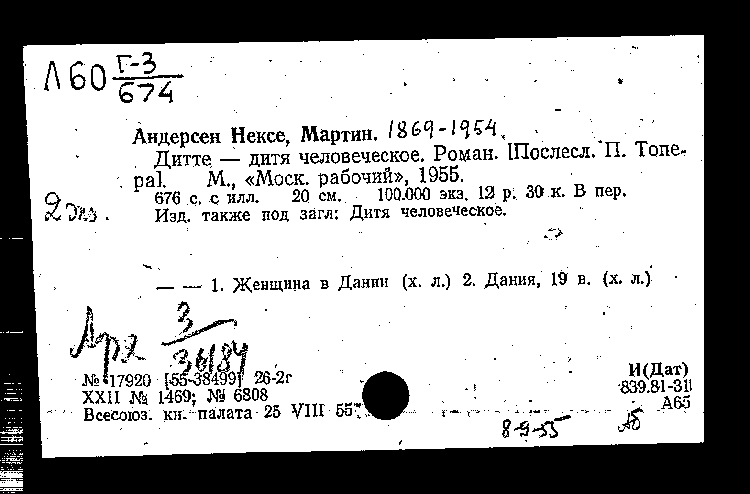 Л60 Г-3
674
Андерсен Нексе, Мартин. 1869-1954.
Дитте — дитя человеческое. Роман. [Послесл. П. Топе-
ра]. М., «Моск. рабочий», 1955.
676 с. с илл. 20 см. 100.000 экз. 12 р. 30 к. В пер.
2 экз.
Изд. также под загл: Дитя человеческое.
— — 1. Женщина в Дании (х. л.) 2. Дания, 19 в. (х. л.)
Арх 3
36184
№ 17920 [55-38499] 26-2г
XXII № 1469; № 6808
Всесоюз. кн. палата 25 VIII 55
И(Дат)
839.81-31
А65
8-9-55